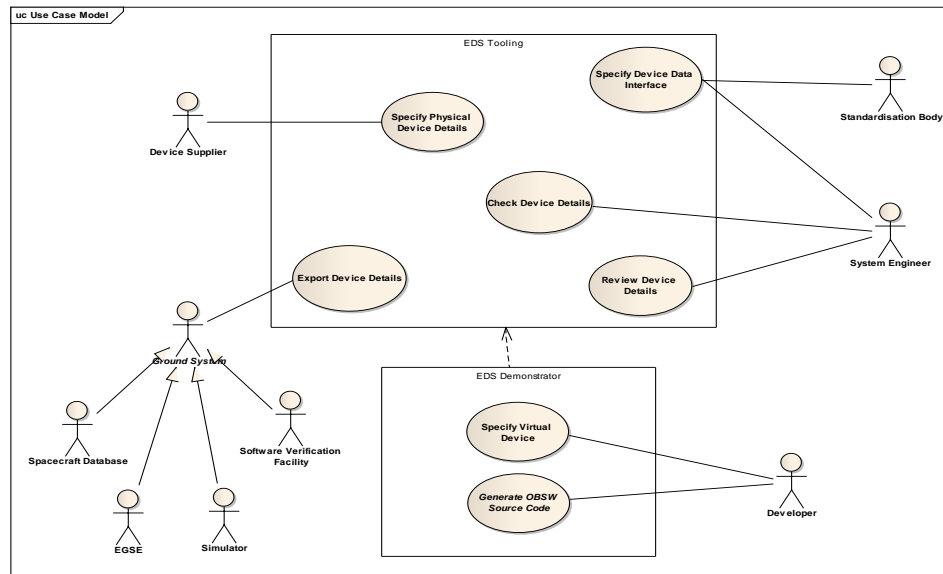 uc Use Case Model
EDS Tooling
Specify Device Data
Interface
Standardisation Body
Specify Physical
Device Details
Device Supplier
Check Device Details
System Engineer
Export Device Details
Review Device
Details
Ground System
EDS Demonstrator
Specify Virtual
Device
Spacecraft Database
Software Verification
Facility
Generate OBSW
Source Code
Developer
EGSE
Simulator